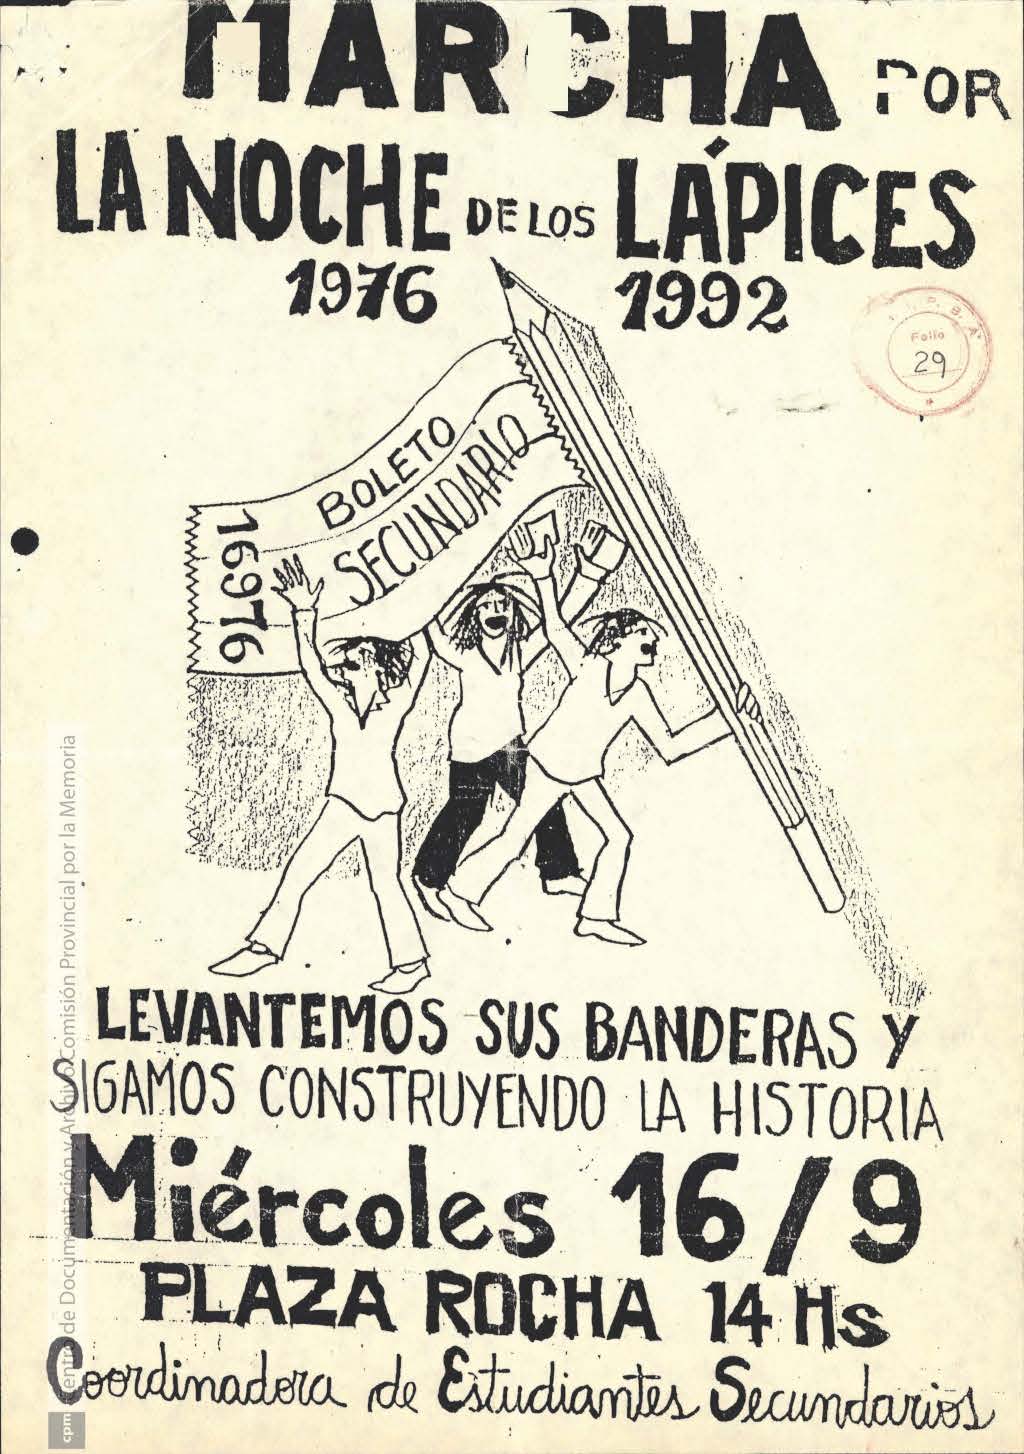 MARCHA POR
LA NOCHE DE LOS LÁPICES
1976 1992
P. B. A.
Folio
29
BOLETO
SECUNDARIO
16976
LEVANTEMOS SUS BANDERAS Y
SIGAMOS CONSTRUYENDO LA HISTORIA
Miércoles 16/9
PLAZA ROCHA 14 Hs
Coordinadora de Estudiantes Secundarios
cpm Centro de Documentación y Archivo Comisión Provincial por la Memoria